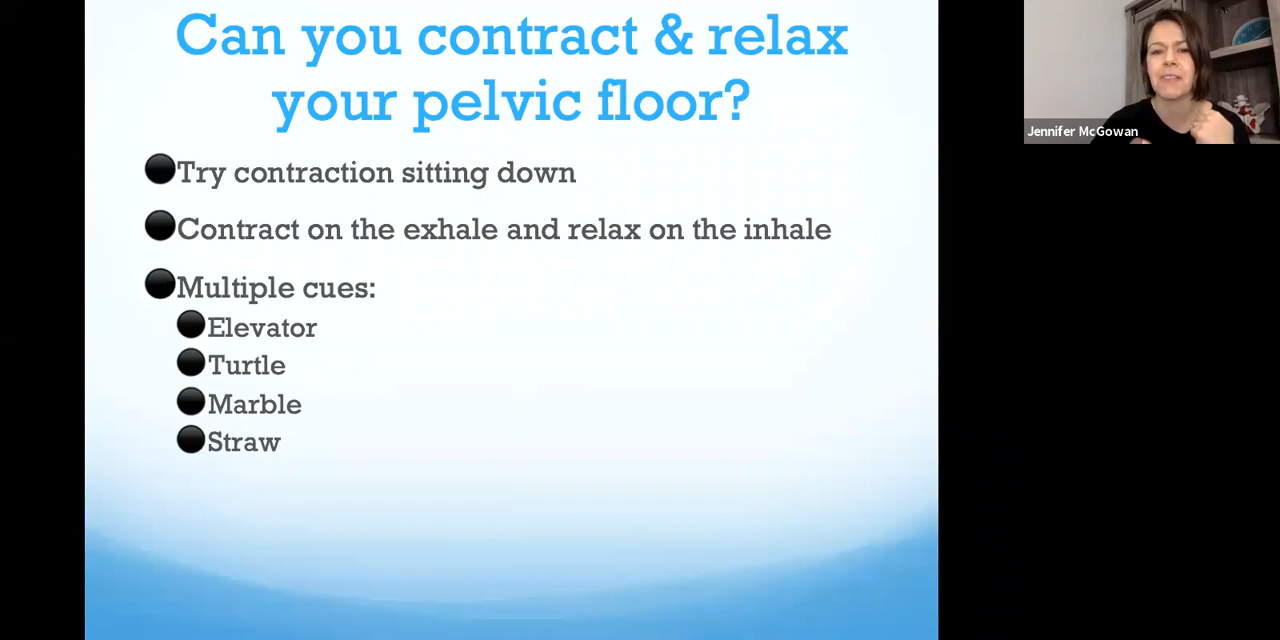 Can you contract & relax
your pelvic floor?
Try contraction sitting down
Contract on the exhale and relax on the inhale
Multiple cues:
Elevator
Turtle
Marble
Straw
Jennifer McGowan